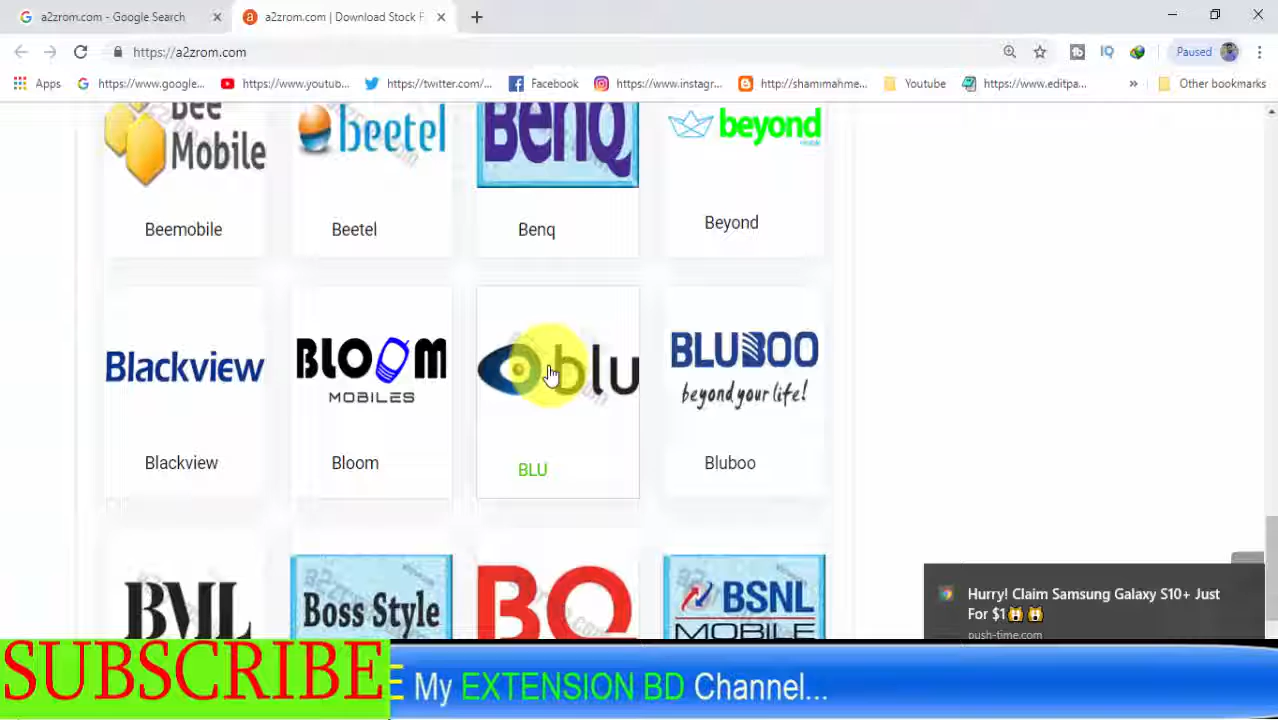 a2zrom.com - Google Search
a2zrom.com | Download Stock F
https://a2zrom.com
Paused
Apps
https://www.google...
https://www.youtub...
https://twitter.com/...
Facebook
https://www.instagr...
http://shamimahme...
Youtube
https://www.editpa...
»
Other bookmarks
Bee
Mobile
beetel
BenQ
beyond
mobile
Beemobile
Beetel
Benq
Beyond
Blackview
BLOOM
MOBILES
blu
BLUBOO
beyond your life!
Blackview
Bloom
BLU
Bluboo
BML
Boss Style
BQ
BSNL
MOBILE
Hurry! Claim Samsung Galaxy S10+ Just
For $1🙀🙀
push-time.com
SUBSCRIBE
E My EXTENSION BD Channel...